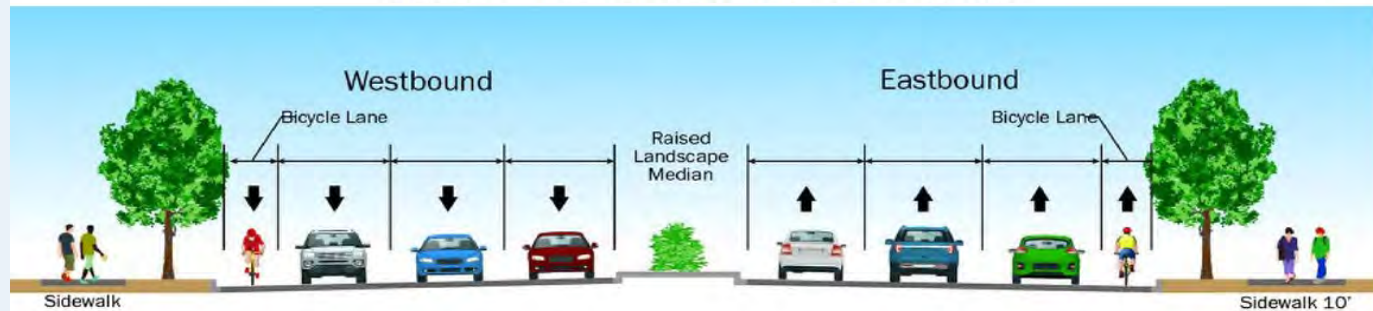 Westbound
Eastbound
Bicycle Lane
Bicycle Lane
Raised
Landscape
Median
Sidewalk
Sidewalk 10'